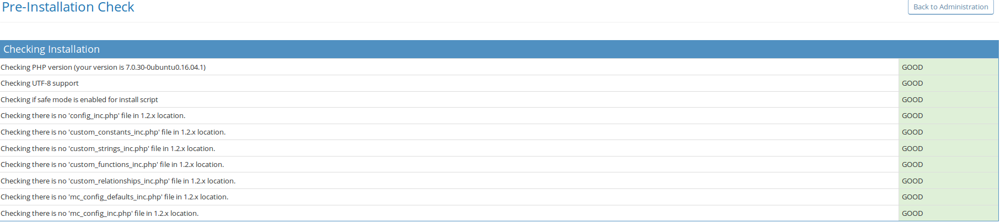 Pre-Installation Check
Back to Administration
Checking Installation
Checking PHP version (your version is 7.0.30-0ubuntu0.16.04.1) GOOD
Checking UTF-8 support GOOD
Checking if safe mode is enabled for install script GOOD
Checking there is no 'config_inc.php' file in 1.2.x location. GOOD
Checking there is no 'custom_constants_inc.php' file in 1.2.x location. GOOD
Checking there is no 'custom_strings_inc.php' file in 1.2.x location. GOOD
Checking there is no 'custom_functions_inc.php' file in 1.2.x location. GOOD
Checking there is no 'custom_relationships_inc.php' file in 1.2.x location. GOOD
Checking there is no 'mc_config_defaults_inc.php' file in 1.2.x location. GOOD
Checking there is no 'mc_config_inc.php' file in 1.2.x location. GOOD